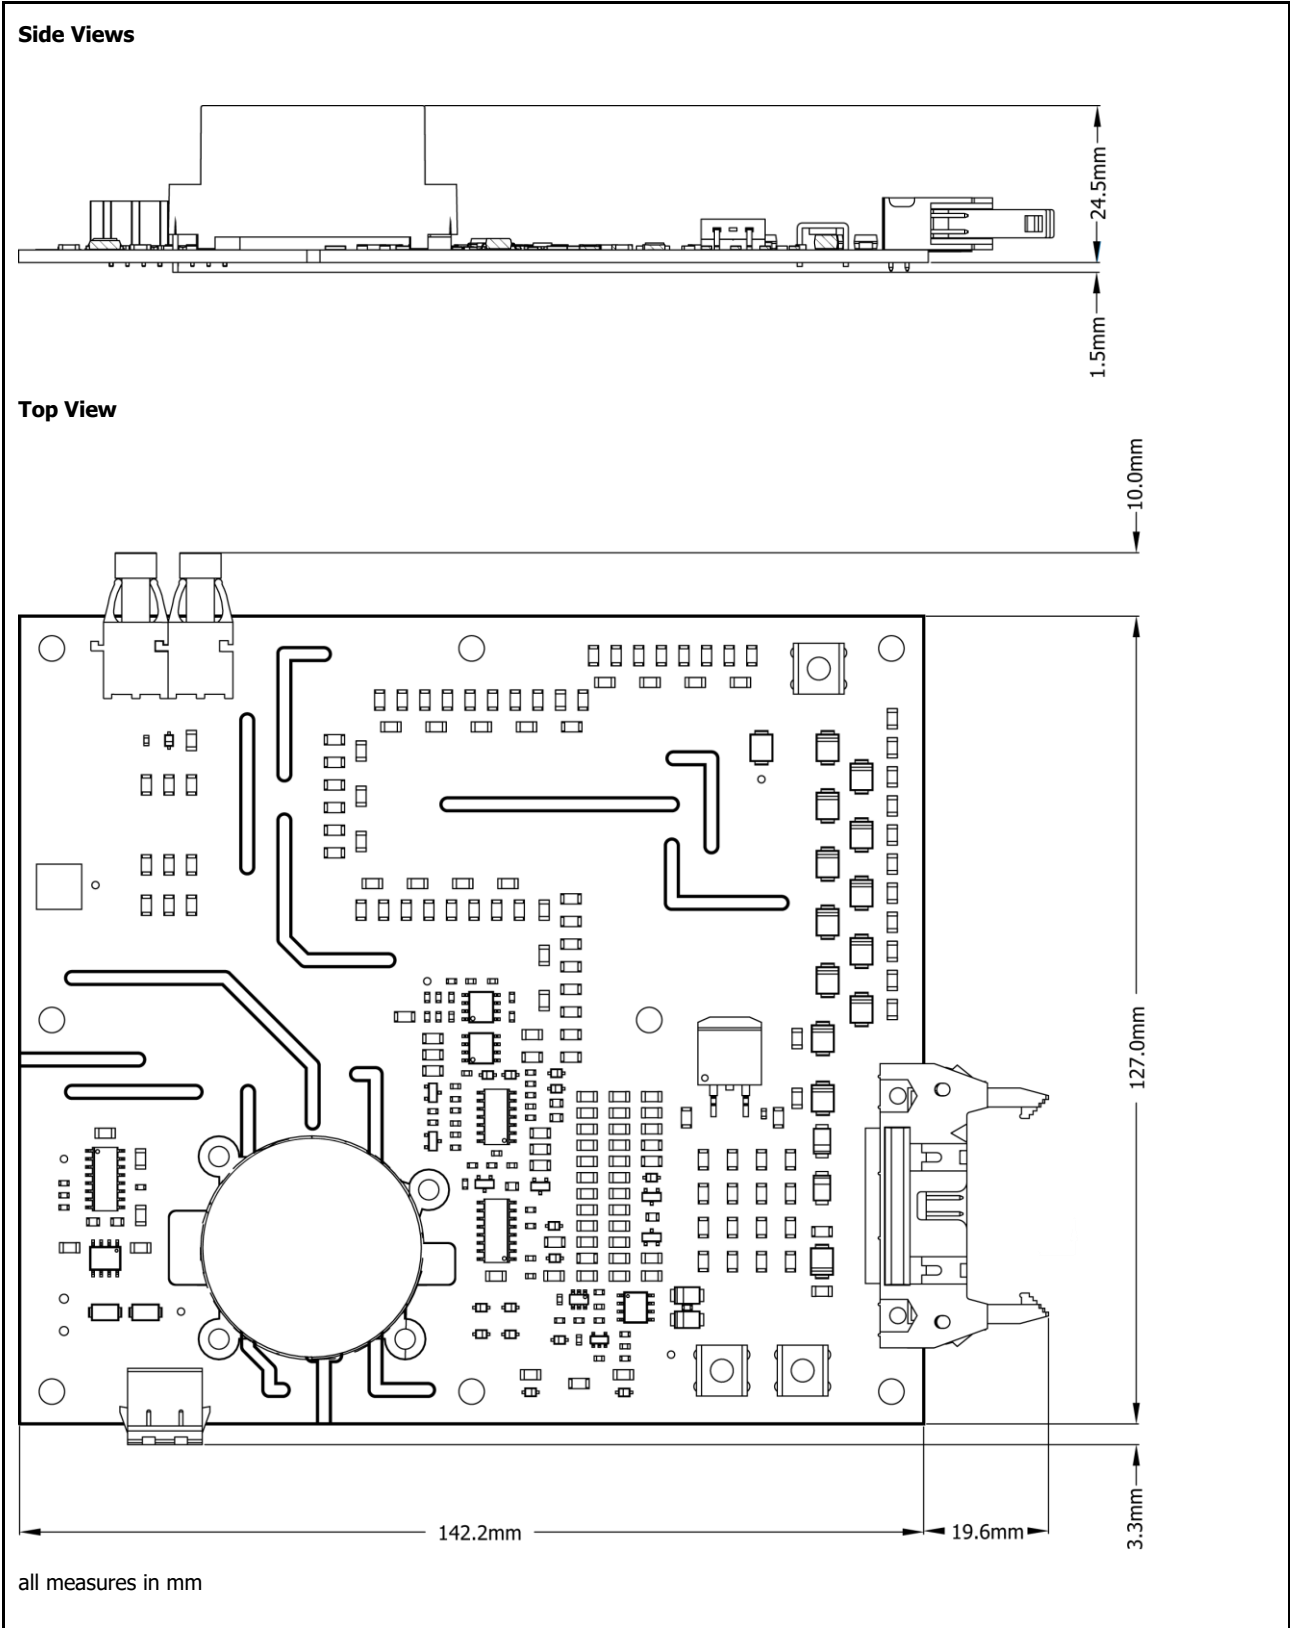 Side Views
24.5mm
1.5mm
Top View
10.0mm
127.0mm
3.3mm
142.2mm
19.6mm
all measures in mm